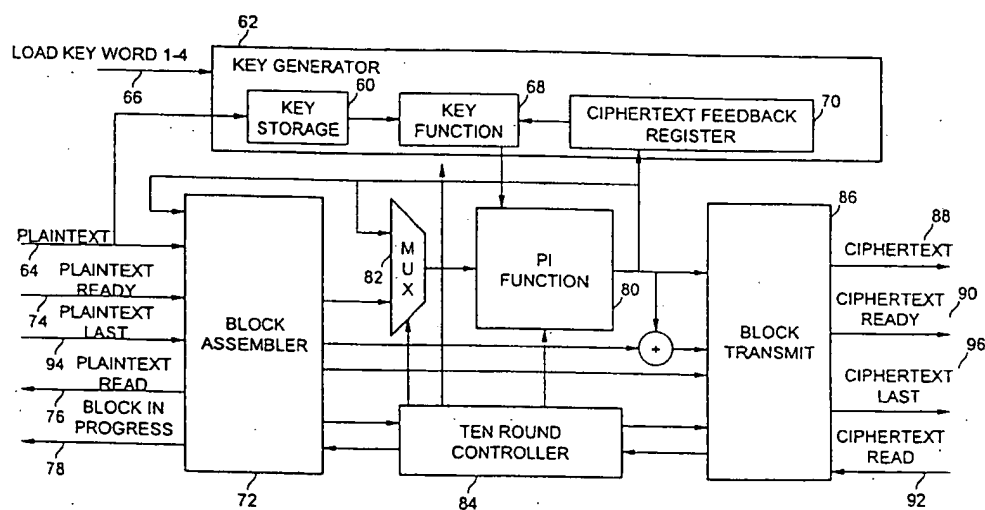 62
LOAD KEY WORD 1-4
66
KEY GENERATOR
60
KEY
STORAGE
68
KEY
FUNCTION
70
CIPHERTEXT FEEDBACK
REGISTER
PLAINTEXT
64
PLAINTEXT
READY
74
PLAINTEXT
LAST
94
PLAINTEXT
READ
76
BLOCK IN
PROGRESS
78
BLOCK
ASSEMBLER
72
82
MUX
PI
FUNCTION
80
+
TEN ROUND
CONTROLLER
84
86
BLOCK
TRANSMIT
88
CIPHERTEXT
CIPHERTEXT
READY
90
CIPHERTEXT
LAST
96
CIPHERTEXT
READ
92